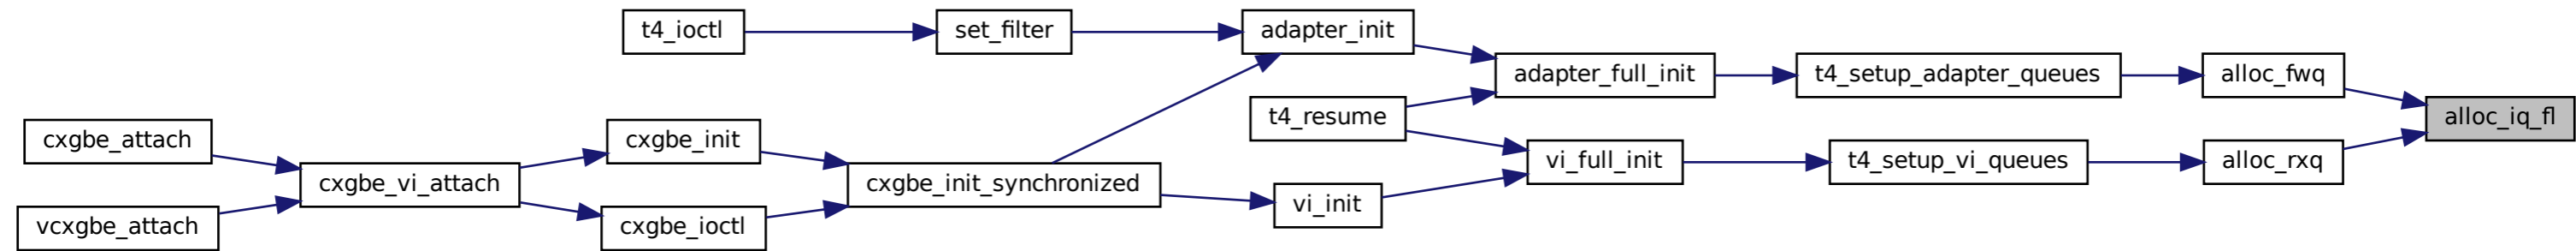 t4_ioctl
set_filter
adapter_init
adapter_full_init
t4_setup_adapter_queues
alloc_fwq
t4_resume
alloc_iq_fl
cxgbe_attach
cxgbe_init
vi_full_init
t4_setup_vi_queues
alloc_rxq
cxgbe_vi_attach
cxgbe_init_synchronized
vi_init
vcxgbe_attach
cxgbe_ioctl